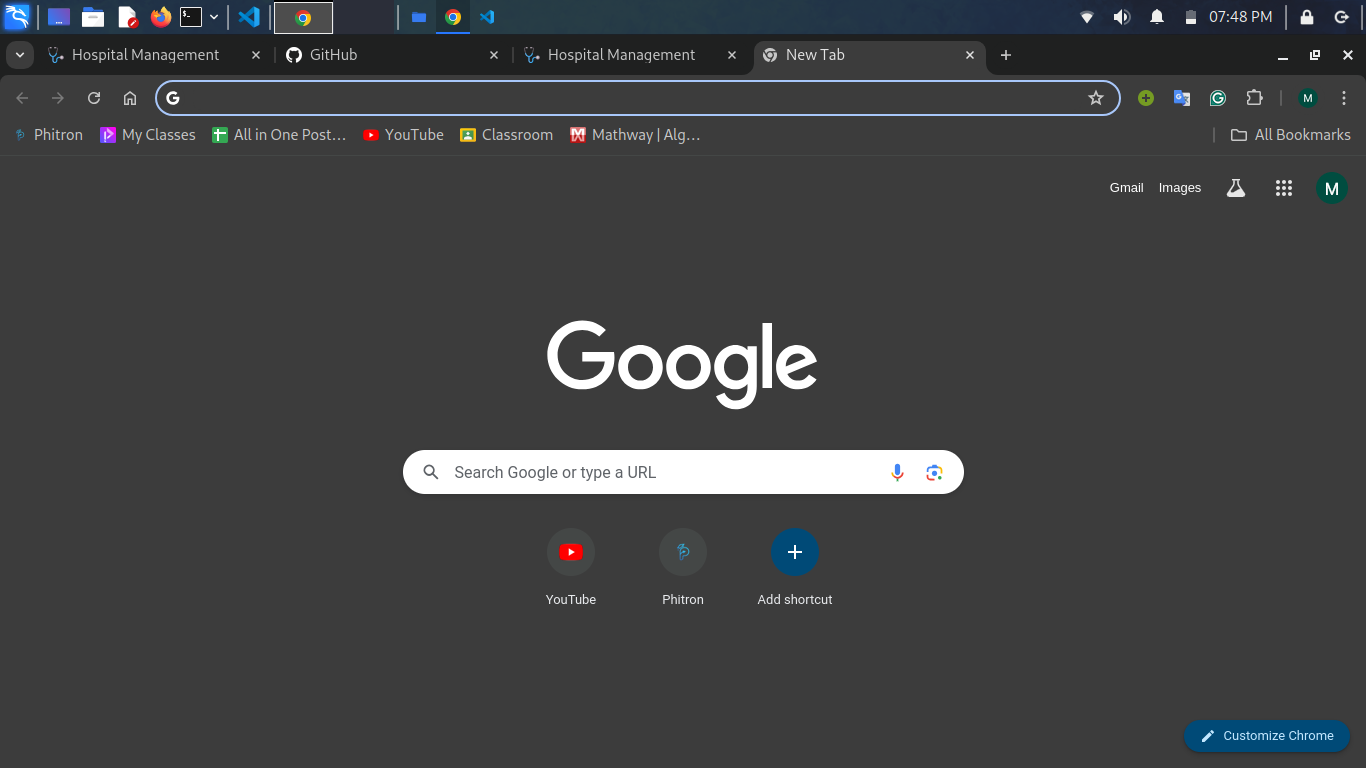 07:48 PM
Hospital Management
GitHub
Hospital Management
New Tab
M
Phitron
My Classes
All in One Post…
YouTube
Classroom
Mathway | Alg…
All Bookmarks
Gmail
Images
M
Google
Search Google or type a URL
YouTube
Phitron
Add shortcut
Customize Chrome